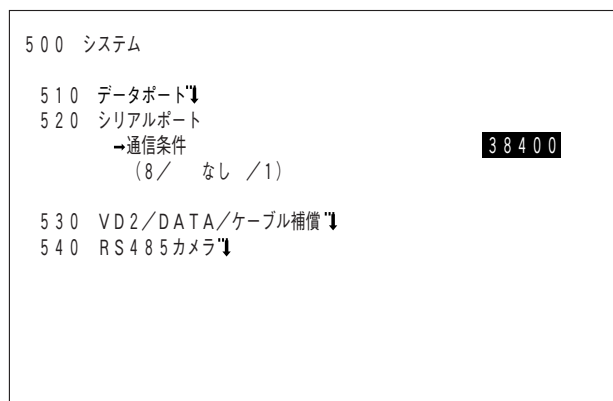 500 システム
510 データポート
520 シリアルポート
➞通信条件 38400
(8/ なし /1)
530 VD2/DATA/ケーブル補償
540 RS485カメラ